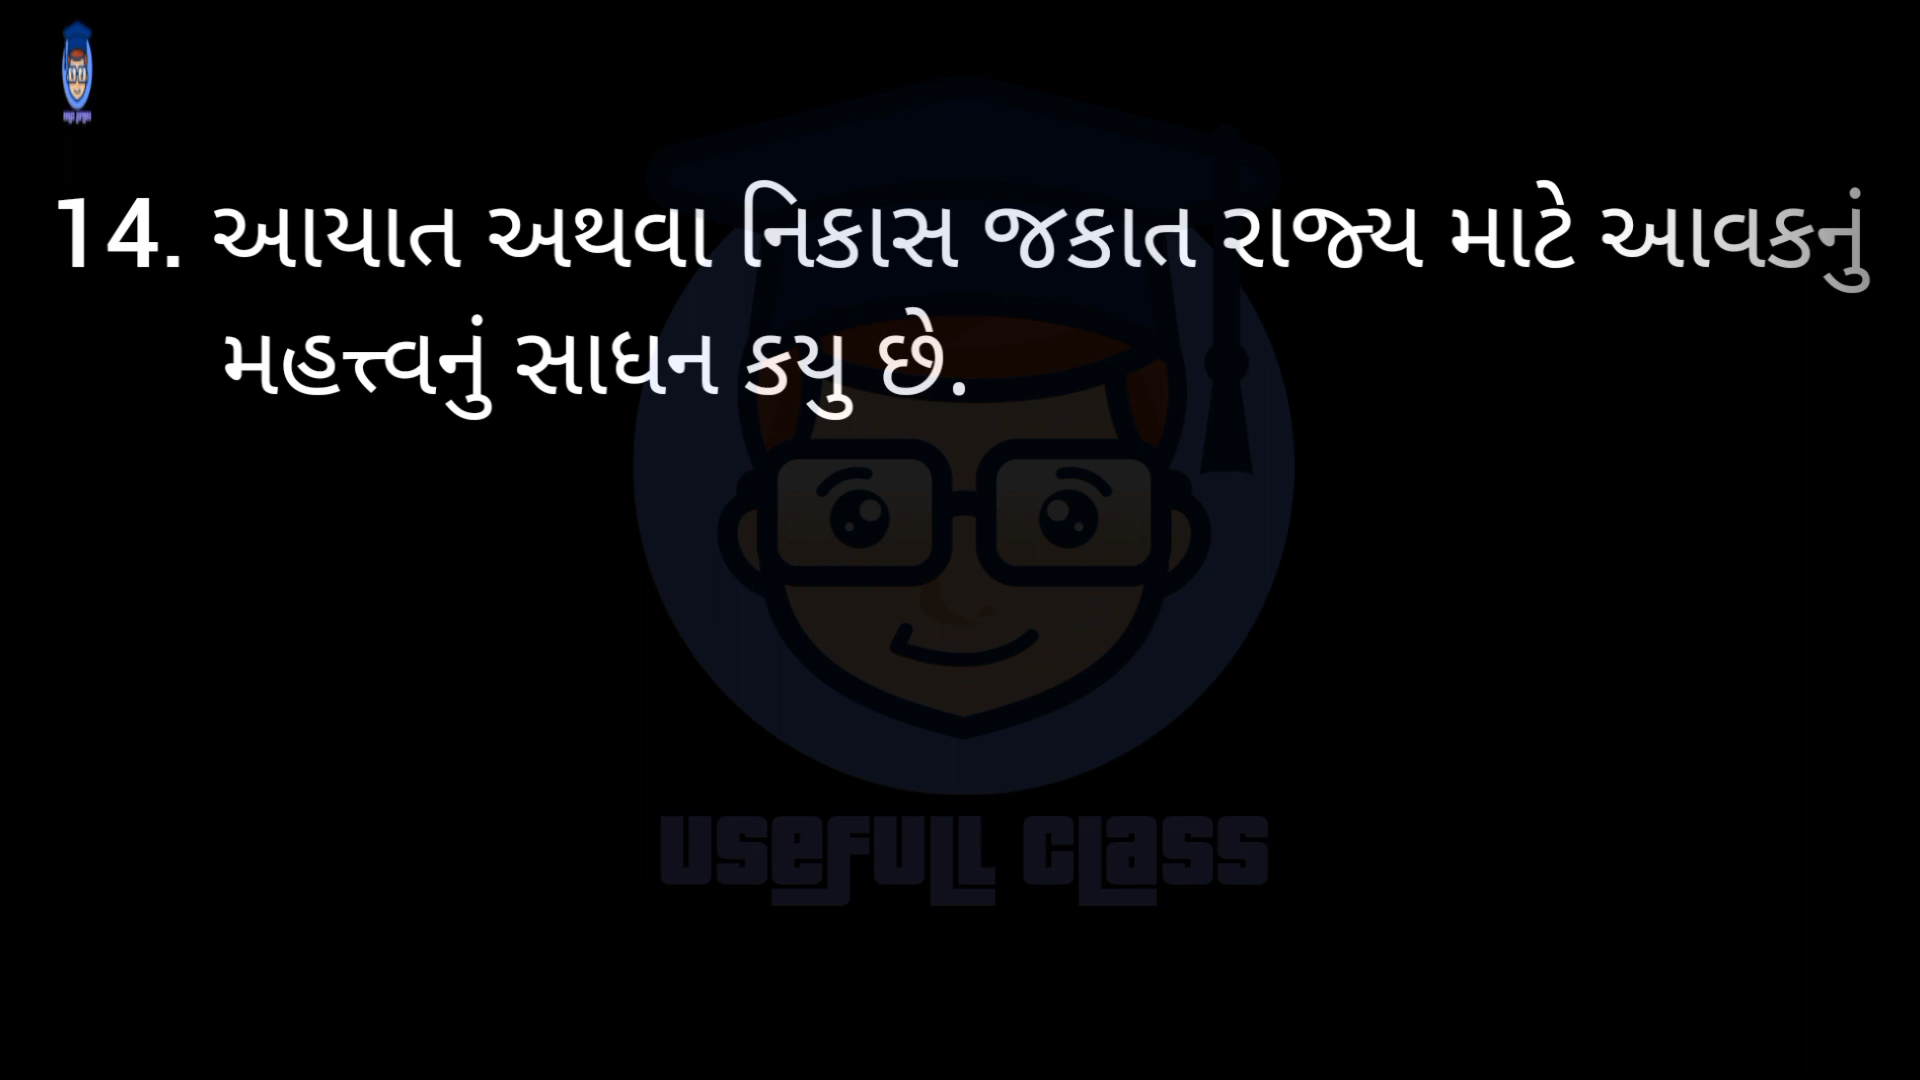 14. આયાત અથવા નિકાસ જકાત રાજ્ય માટે આવકનું
મહત્ત્વનું સાધન કયુ છે.
USEFULL CLASS